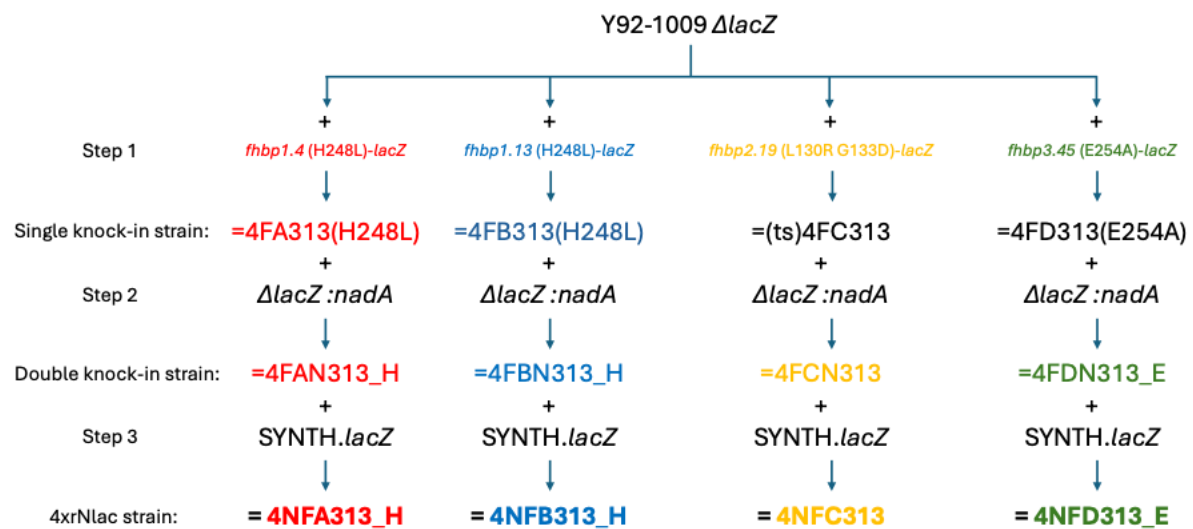 Y92-1009 ΔlacZ
+ + + +
Step 1 fhbp1.4 (H248L)-lacZ fhbp1.13 (H248L)-lacZ fhbp2.19 (L130R G133D)-lacZ fhbp3.45 (E254A)-lacZ
Single knock-in strain: =4FA313(H248L) =4FB313(H248L) =(ts)4FC313 =4FD313(E254A)
+ + + +
Step 2 ΔlacZ :nadA ΔlacZ :nadA ΔlacZ :nadA ΔlacZ :nadA
Double knock-in strain: =4FAN313_H =4FBN313_H =4FCN313 =4FDN313_E
+ + + +
Step 3 SYNTH.lacZ SYNTH.lacZ SYNTH.lacZ SYNTH.lacZ
4xrNlac strain: = 4NFA313_H = 4NFB313_H = 4NFC313 = 4NFD313_E